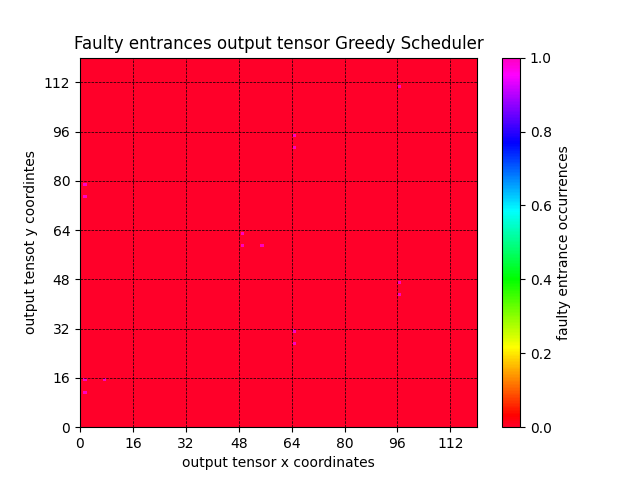 Faulty entrances output tensor Greedy Scheduler
112
96
80
64
48
32
16
0
output tensot y coordintes
0 16 32 48 64 80 96 112
output tensor x coordinates
1.0
0.8
0.6
0.4
0.2
0.0
faulty entrance occurrences